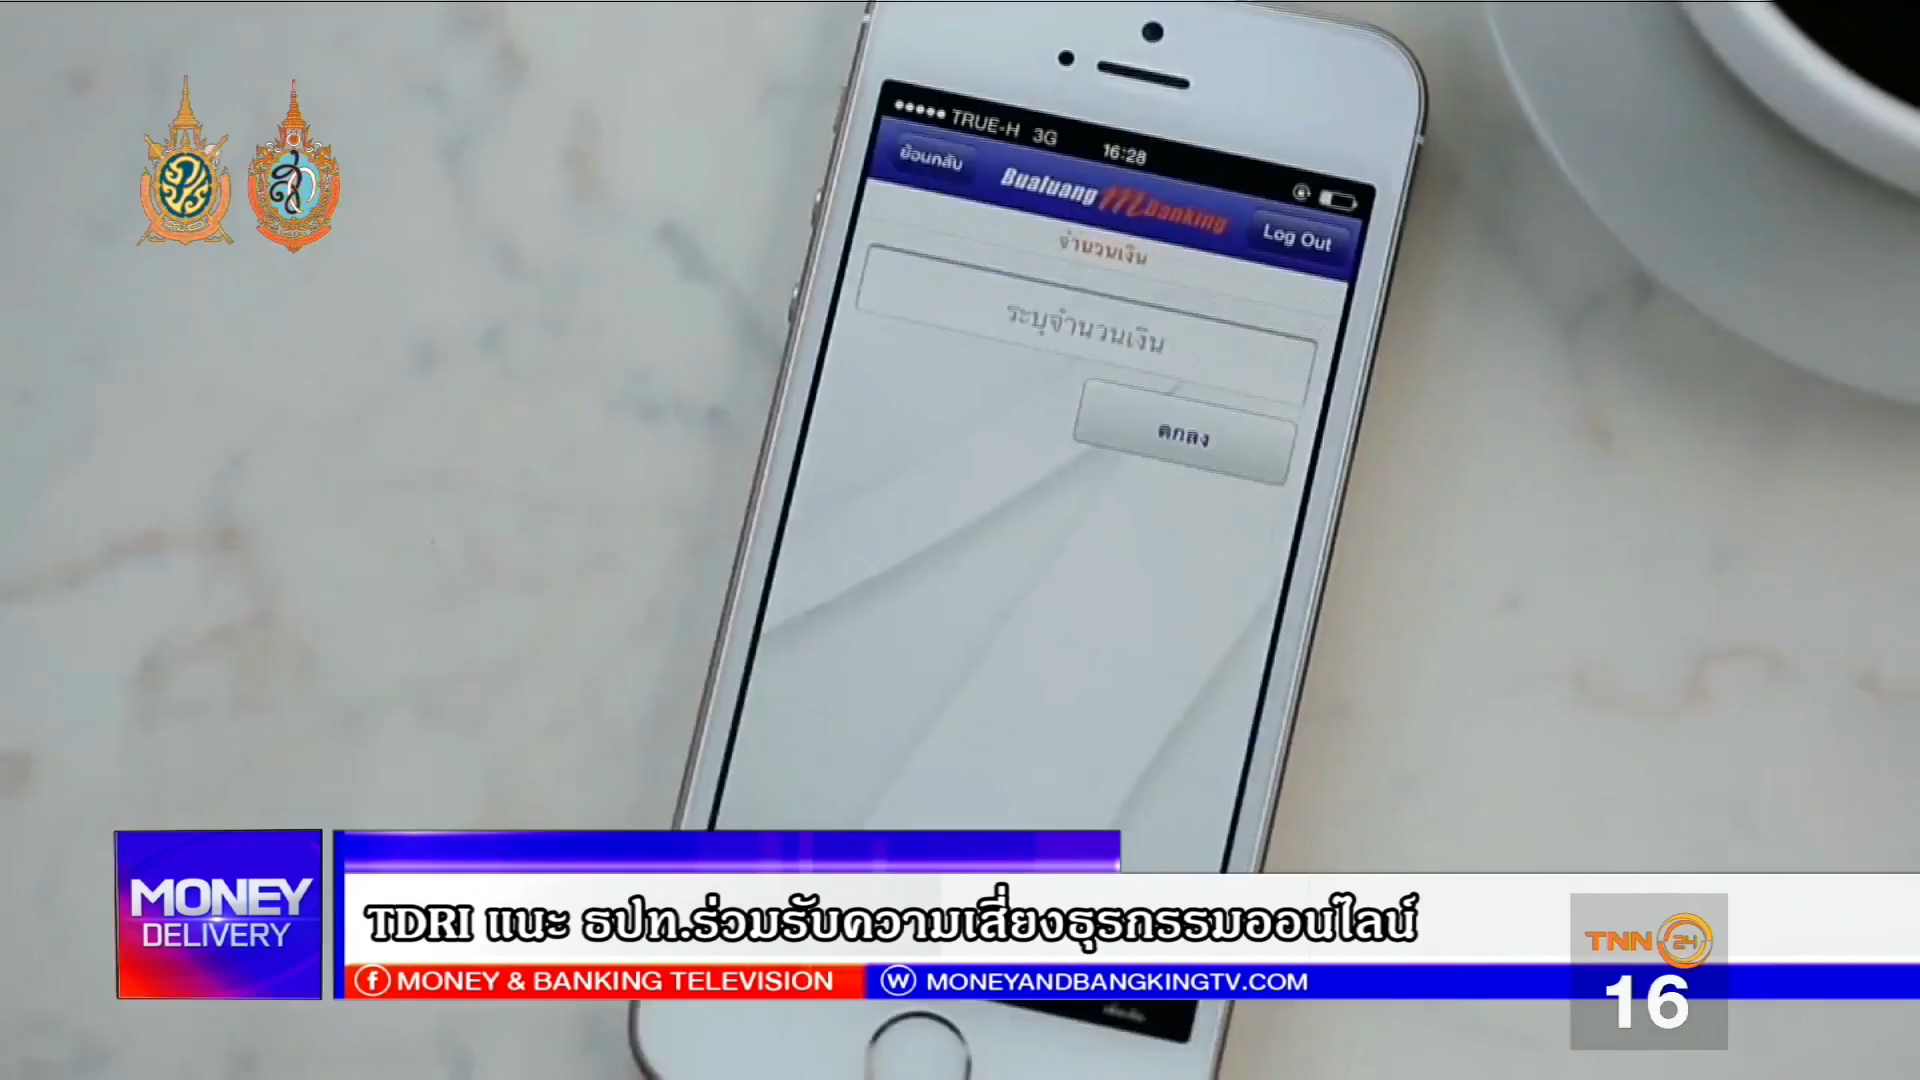 TRUE-H 3G 16:28
ย้อนกลับ
Bualuang m Banking
Log Out
จำนวนเงิน
ระบุจำนวนเงิน
ตกลง
MONEY
DELIVERY
TDRI แนะ ธปท.ร่วมรับความเสี่ยงธุรกรรมออนไลน์
MONEY & BANKING TELEVISION
MONEYANDBANGKINGTV.COM
TNN 24
16